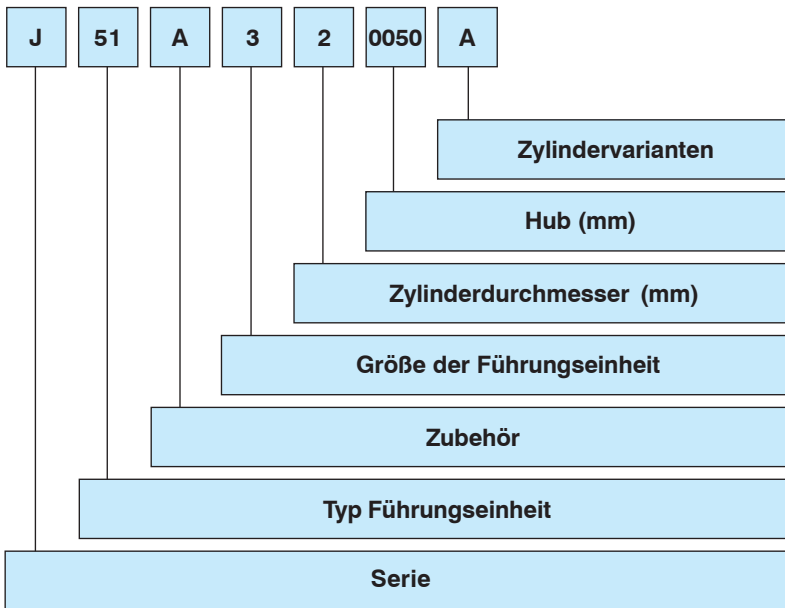 J 51 A 3 2 0050 A
Zylindervarianten
Hub (mm)
Zylinderdurchmesser (mm)
Größe der Führungseinheit
Zubehör
Typ Führungseinheit
Serie